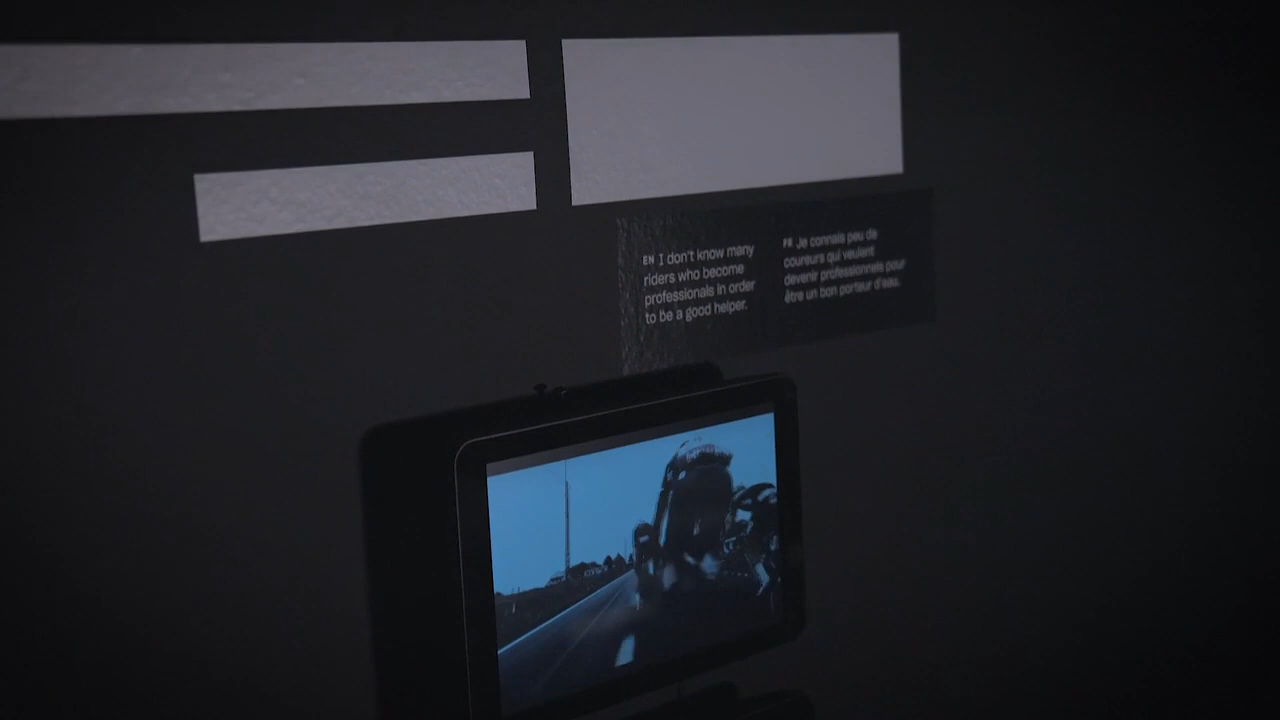 EN I don't know many
riders who become
professionals in order
to be a good helper.
FR Je connais peu de
coureurs qui veulent
devenir professionnels pour
être un bon porteur d'eau.